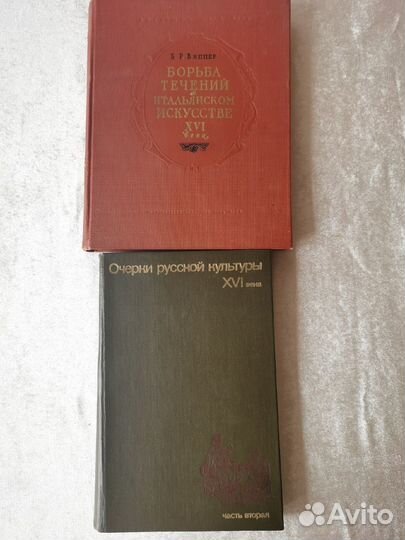 Б. Р. Виппер
БОРЬБА
ТЕЧЕНИЙ
В
ИТАЛЬЯНСКОМ
ИСКУССТВЕ
XVI
века
Очерки русской культуры
XVI века
часть вторая
Avito